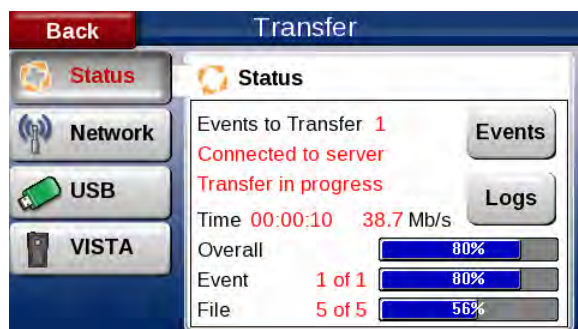 Back
Transfer
Status
Network
USB
VISTA
Status
Events to Transfer 1
Events
Connected to server
Transfer in progress
Logs
Time 00:00:10 38.7 Mb/s
Overall 80%
Event 1 of 1 80%
File 5 of 5 56%